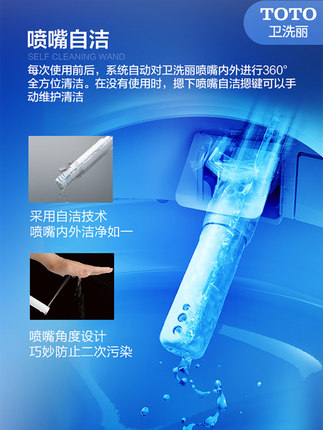 TOTO
卫洗丽
喷嘴自洁
SELF CLEANING WAND
每次使用前后，系统自动对卫洗丽喷嘴内外进行360°
全方位清洁。在没有使用时，摁下喷嘴自洁摁键可以手
动维护清洁
采用自洁技术
喷嘴内外洁净如一
喷嘴角度设计
巧妙防止二次污染